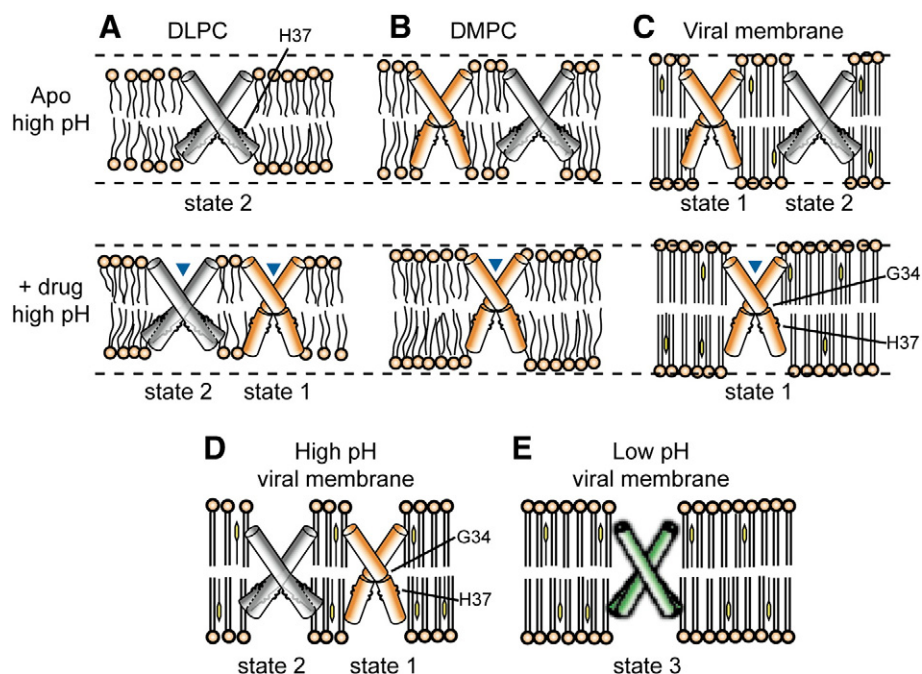 A DLPC
H37
B DMPC
C Viral membrane
Apo
high pH
state 2
state 1 state 2
+ drug
high pH
G34
H37
state 2 state 1
state 1
D High pH
viral membrane
G34
H37
state 2 state 1
E Low pH
viral membrane
state 3